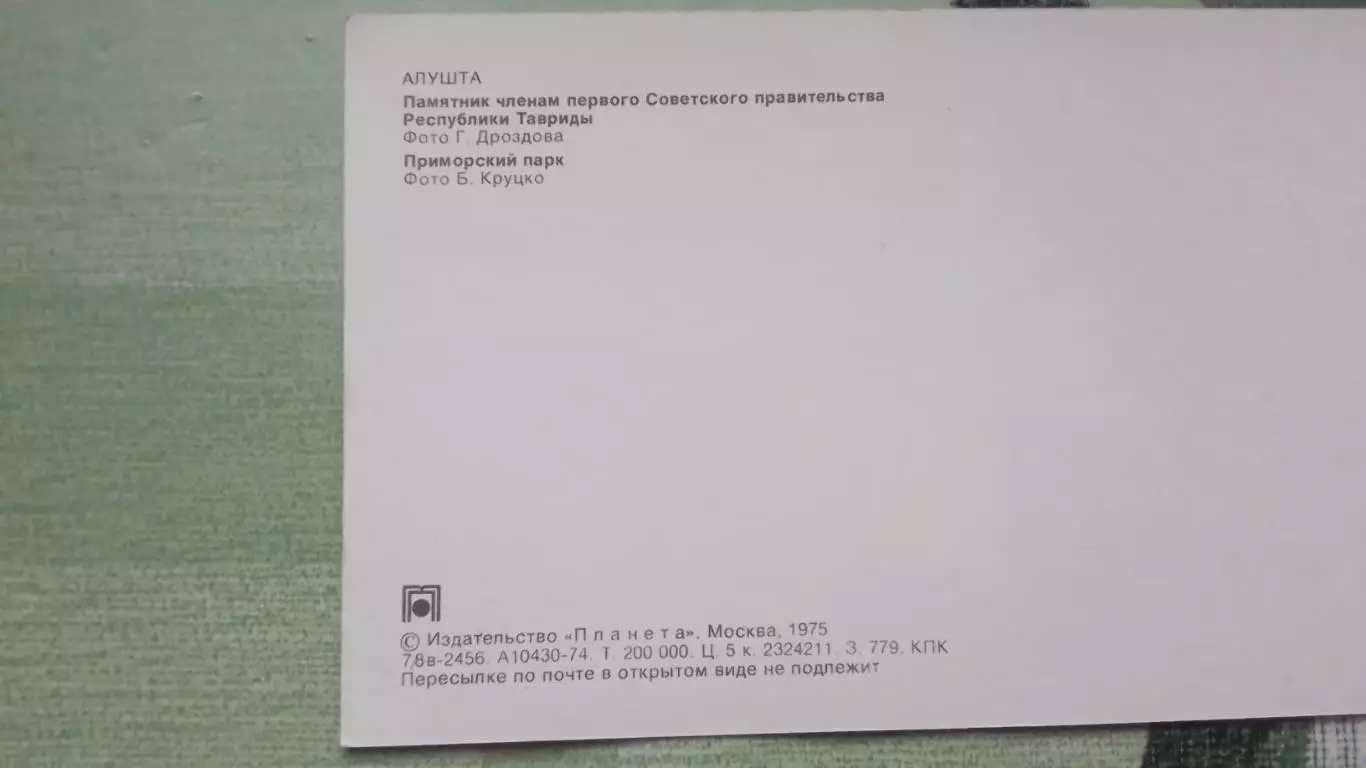 АЛУШТА
Памятник членам первого Советского правительства
Республики Тавриды
Фото Г. Дроздова
Приморский парк
Фото Б. Круцко
© Издательство «Планета». Москва, 1975
7,8в-2456. А10430-74. Т. 200 000. Ц. 5 к. 2324211. З. 779. КПК
Пересылке по почте в открытом виде не подлежит